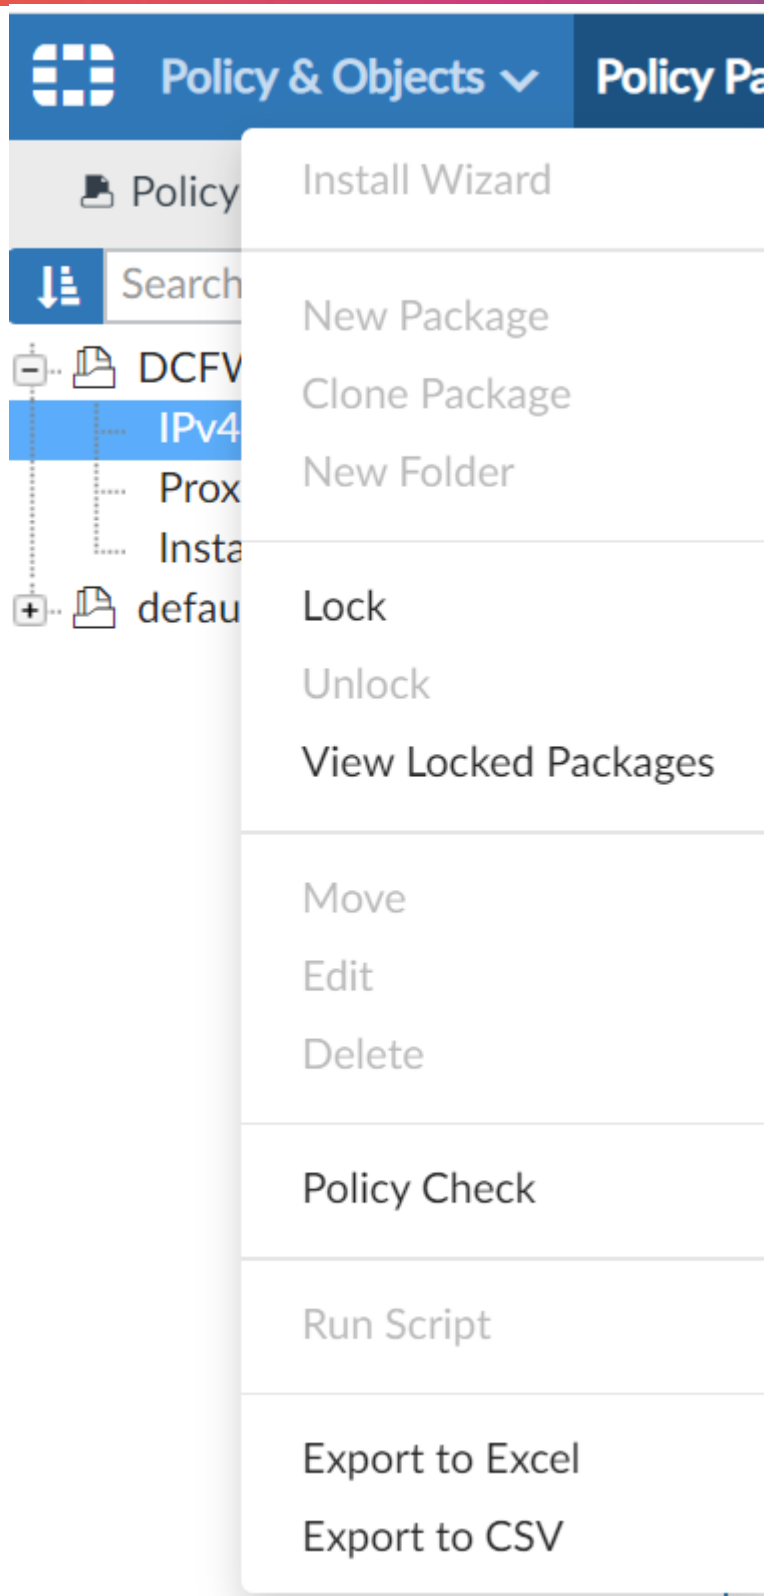 Policy & Objects
Policy Pa
Policy
Install Wizard
Search
New Package
DCFW
Clone Package
IPv4
New Folder
Prox
Insta
Lock
defau
Unlock
View Locked Packages
Move
Edit
Delete
Policy Check
Run Script
Export to Excel
Export to CSV